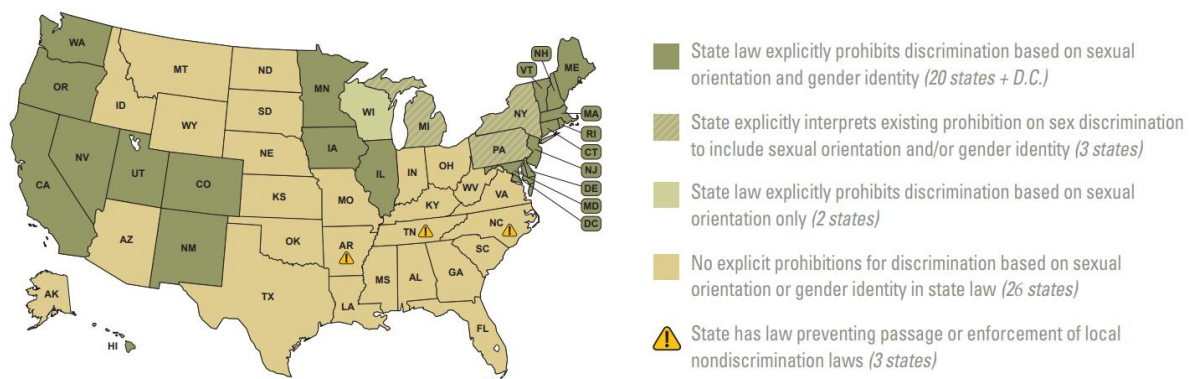 WA
OR
CA
NV
ID
MT
WY
UT
CO
AZ
NM
ND
SD
NE
KS
OK
TX
MN
IA
MO
AR
LA
WI
IL
MI
IN
OH
KY
TN
MS
AL
GA
FL
SC
NC
VA
WV
PA
NY
VT
NH
ME
MA
RI
CT
NJ
DE
MD
DC
AK
HI
State law explicitly prohibits discrimination based on sexual
orientation and gender identity (20 states + D.C.)
State explicitly interprets existing prohibition on sex discrimination
to include sexual orientation and/or gender identity (3 states)
State law explicitly prohibits discrimination based on sexual
orientation only (2 states)
No explicit prohibitions for discrimination based on sexual
orientation or gender identity in state law (26 states)
State has law preventing passage or enforcement of local
nondiscrimination laws (3 states)